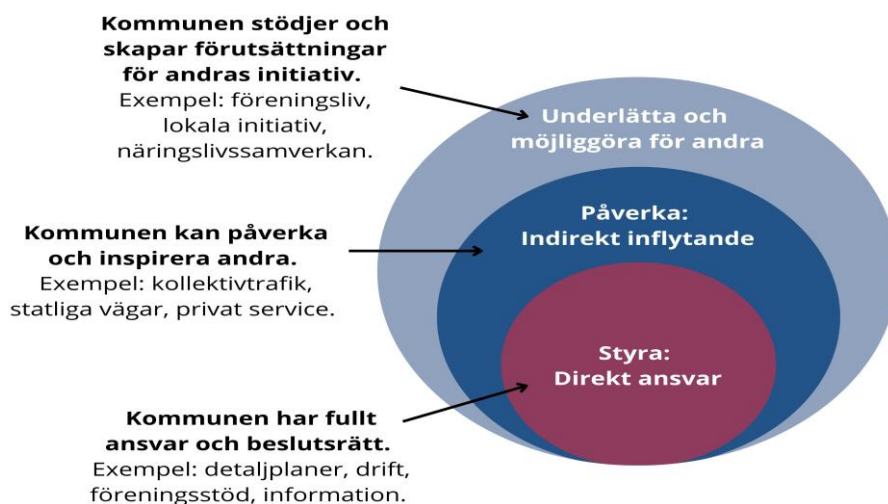 Kommunen stödjer och
skapar förutsättningar
för andras initiativ.
Exempel: föreningsliv,
lokala initiativ,
näringslivssamverkan.
Underlätta och
möjliggöra för andra
Kommunen kan påverka
och inspirera andra.
Exempel: kollektivtrafik,
statliga vägar, privat service.
Påverka:
Indirekt inflytande
Kommunen har fullt
ansvar och beslutsrätt.
Exempel: detaljplaner, drift,
föreningsstöd, information.
Styra:
Direkt ansvar